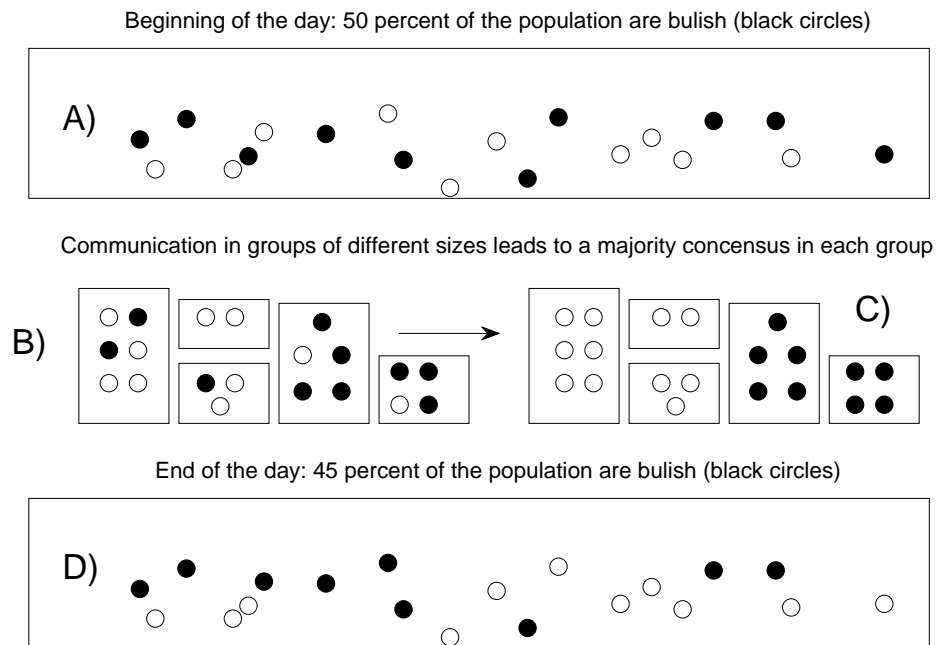 Beginning of the day: 50 percent of the population are bulish (black circles)
A)
Communication in groups of different sizes leads to a majority concensus in each group
B)
C)
End of the day: 45 percent of the population are bulish (black circles)
D)